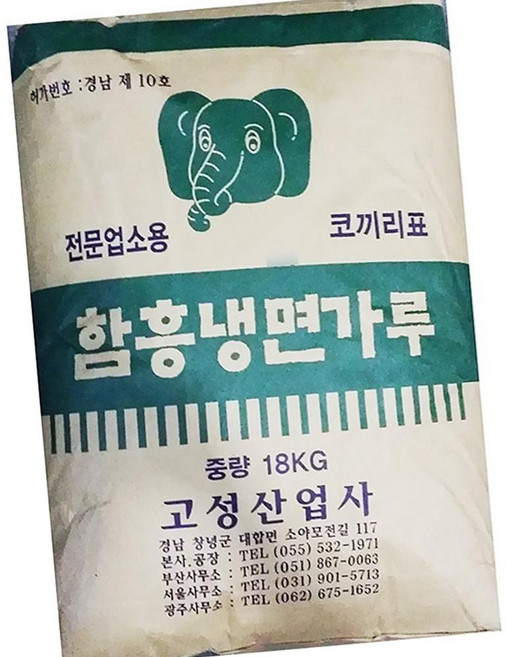 허가번호 : 경남 제 10호
전문업소용 코끼리표
함흥냉면가루
중량 18KG
고성산업사
경남 창녕군 대합면 소야모전길 117
본사.공장 : TEL (055) 532-1971
부산사무소 : TEL (051) 867-0063
서울사무소 : TEL (031) 901-5713
광주사무소 : TEL (062) 675-1652